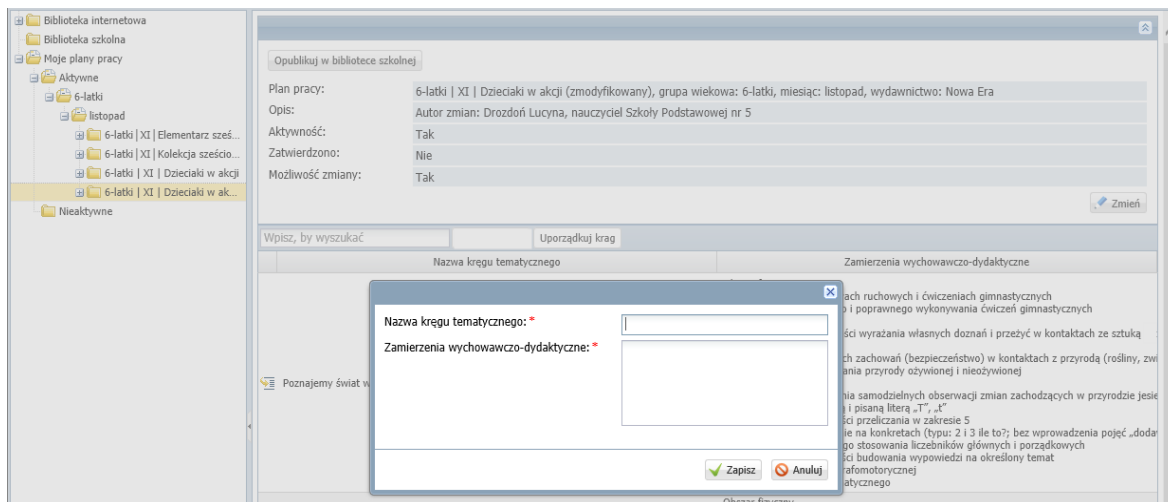 Biblioteka internetowa
Biblioteka szkolna
Moje plany pracy
Aktywne
6-latki
listopad
6-latki | XI | Elementarz sześ...
6-latki | XI | Kolekcja sześcio...
6-latki | XI | Dzieciaki w akcji
6-latki | XI | Dzieciaki w ak...
Nieaktywne
Opublikuj w bibliotece szkolnej
Plan pracy: 6-latki | XI | Dzieciaki w akcji (zmodyfikowany), grupa wiekowa: 6-latki, miesiąc: listopad, wydawnictwo: Nowa Era
Opis: Autor zmian: Drozdoń Lucyna, nauczyciel Szkoły Podstawowej nr 5
Aktywność: Tak
Zatwierdzono: Nie
Możliwość zmiany: Tak
Zmień
Wpisz, by wyszukać Uporządkuj krag
Nazwa kręgu tematycznego Zamierzenia wychowawczo-dydaktyczne
Poznajemy świat w
Nazwa kręgu tematycznego: *
Zamierzenia wychowawczo-dydaktyczne: *
Zapisz Anuluj
ach ruchowych i ćwiczeniach gimnastycznych
i poprawnego wykonywania ćwiczeń gimnastycznych
ści wyrażania własnych doznań i przeżyć w kontaktach ze sztuką
ch zachowań (bezpieczeństwo) w kontaktach z przyrodą (rośliny, zwi
ania przyrody ożywionej i nieożywionej
nia samodzielnych obserwacji zmian zachodzących w przyrodzie jesie
i pisaną literą „T”, „t”
ści przeliczania w zakresie 5
ie na konkretach (typu: 2 i 3 ile to?; bez wprowadzenia pojęć „doda
go stosowania liczebników głównych i porządkowych
ści budowania wypowiedzi na określony temat
rafomotorycznej
atycznego
Obszar fizyczny